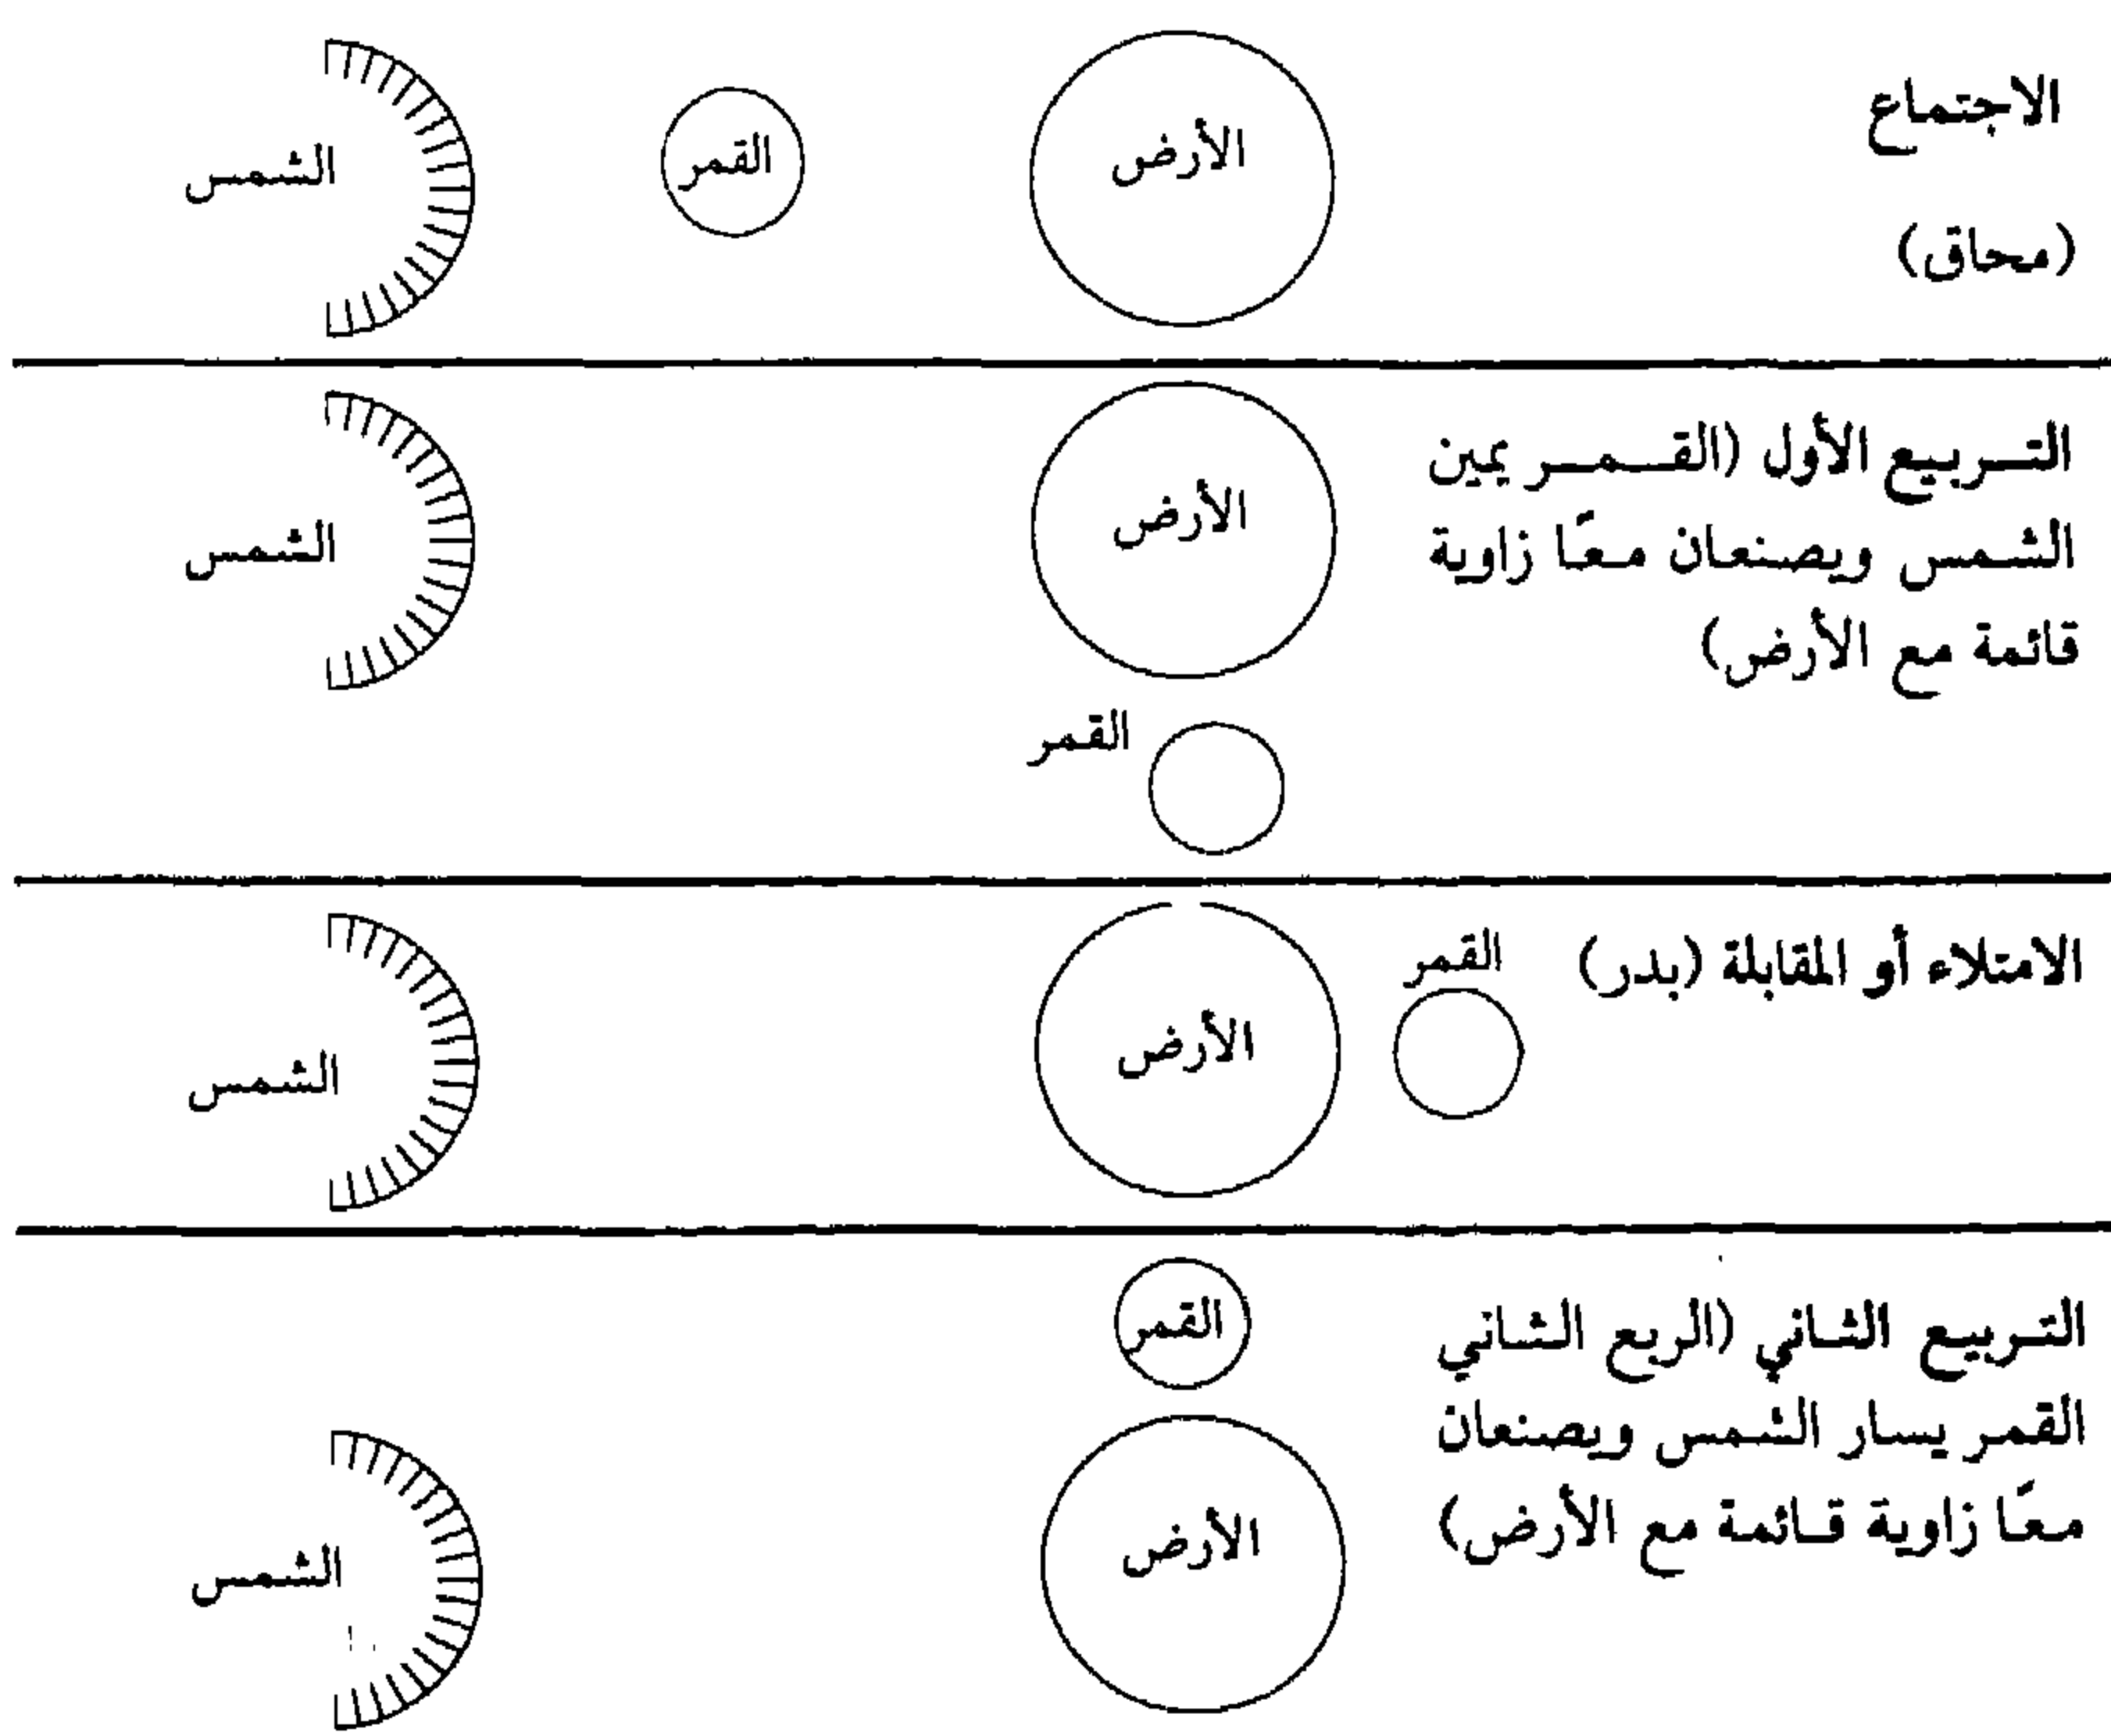 الاجتماع
(محاق)
الأرض
القمر
الشمس
التربيع الأول (القمر يمين
الشمس ويصنعان معًا زاوية
قائمة مع الأرض)
الأرض
الشمس
القمر
الامتلاء أو المقابلة (بدر)
القمر
الأرض
الشمس
القمر
التربيع الثاني (الربع الثاني
القمر يسار الشمس ويصنعان
معًا زاوية قائمة مع الأرض)
الأرض
الشمس